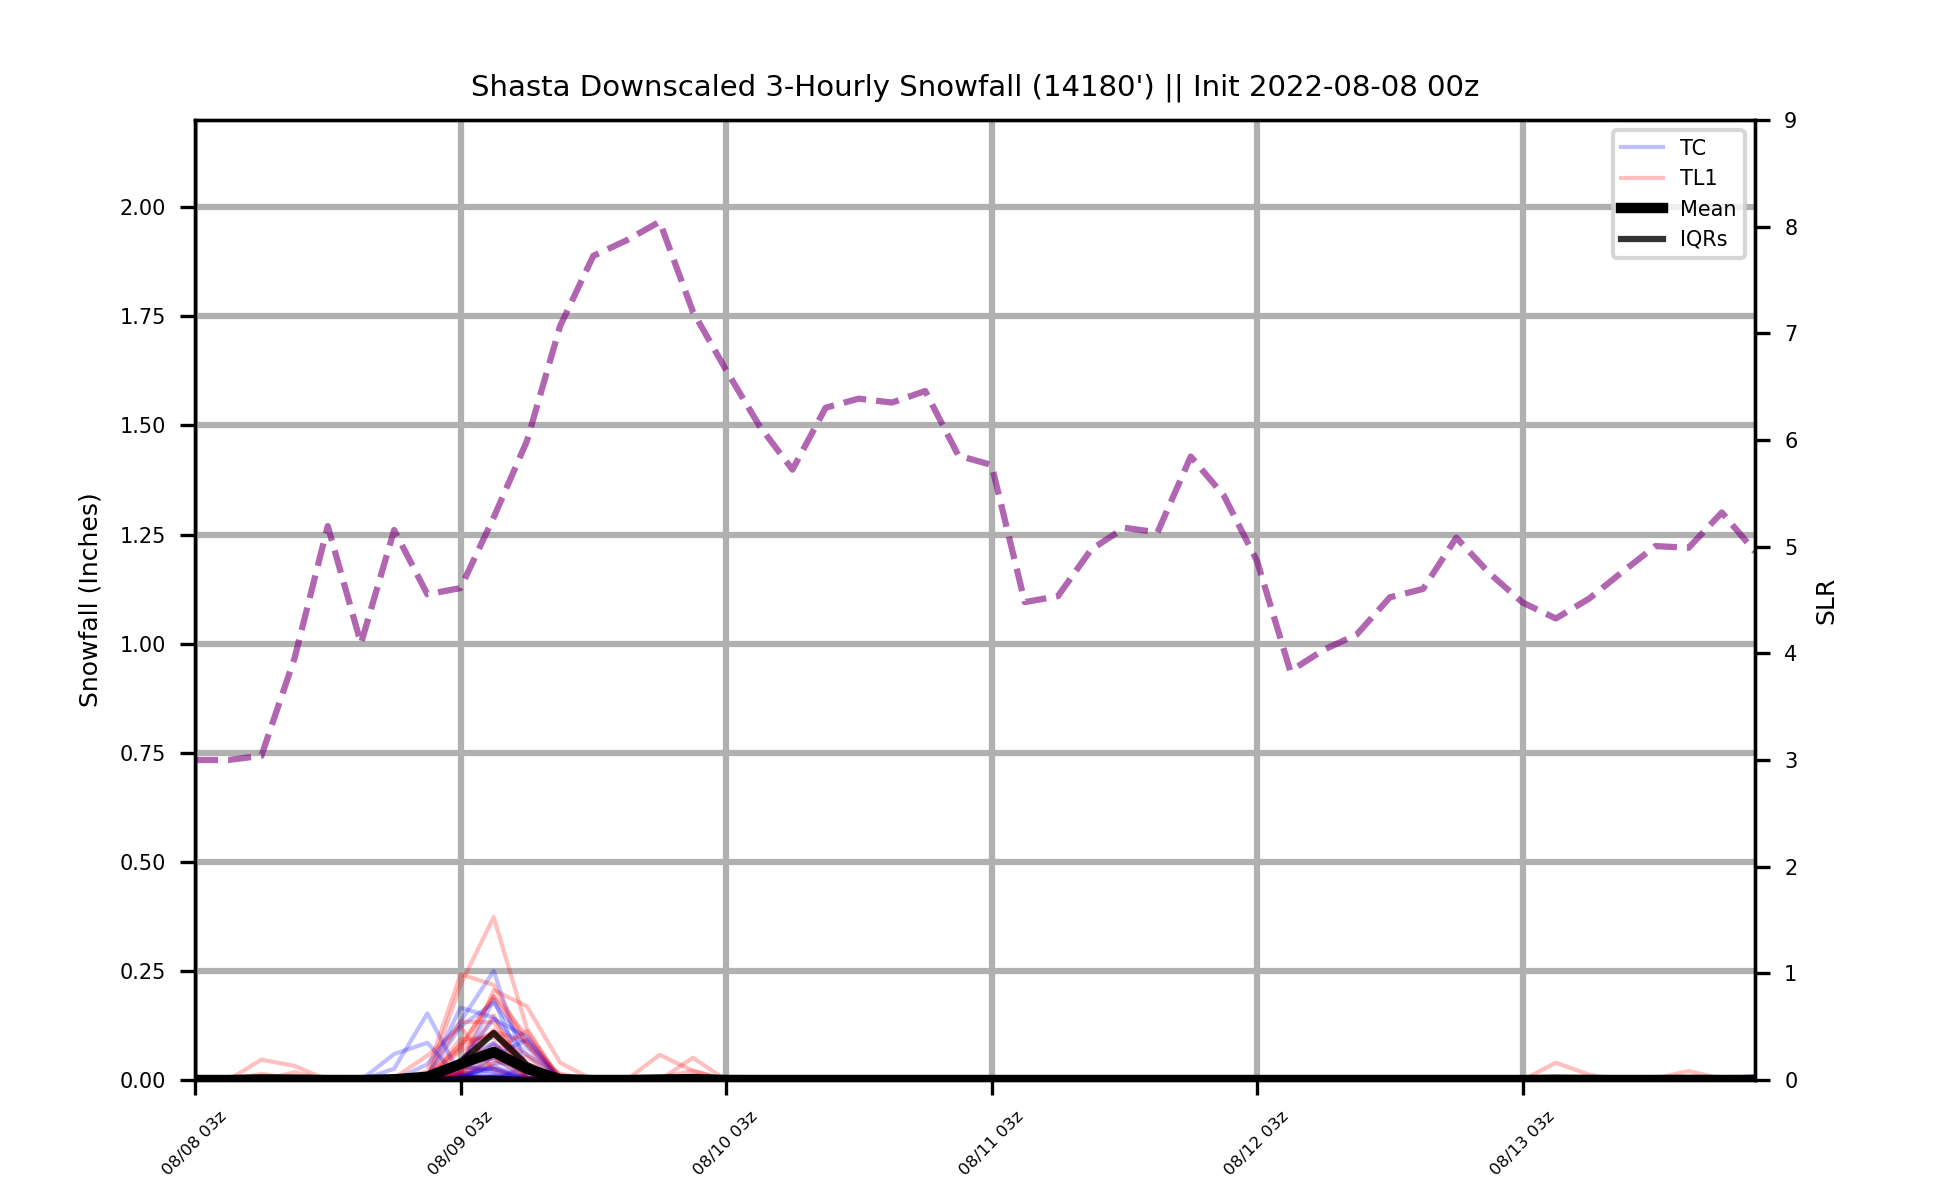 Shasta Downscaled 3-Hourly Snowfall (14180') || Init 2022-08-08 00z
TC
TL1
Mean
IQRs
Snowfall (Inches)
2.00
1.75
1.50
1.25
1.00
0.75
0.50
0.25
0.00
9
8
7
6
5
4
3
2
1
0
SLR
08/08 03z
08/09 03z
08/10 03z
08/11 03z
08/12 03z
08/13 03z